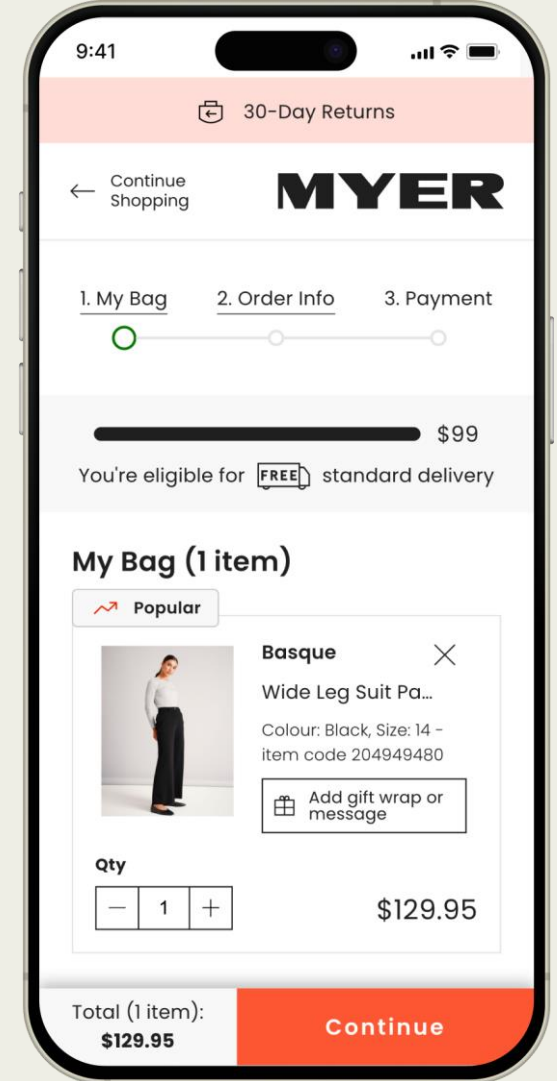 9:41
30-Day Returns
Continue
Shopping
MYER
1. My Bag 2. Order Info 3. Payment
$99
You're eligible for FREE standard delivery
My Bag (1 item)
Popular
Basque
Wide Leg Suit Pa...
Colour: Black, Size: 14 -
item code 204949480
Add gift wrap or
message
Qty
1
$129.95
Total (1 item):
$129.95
Continue